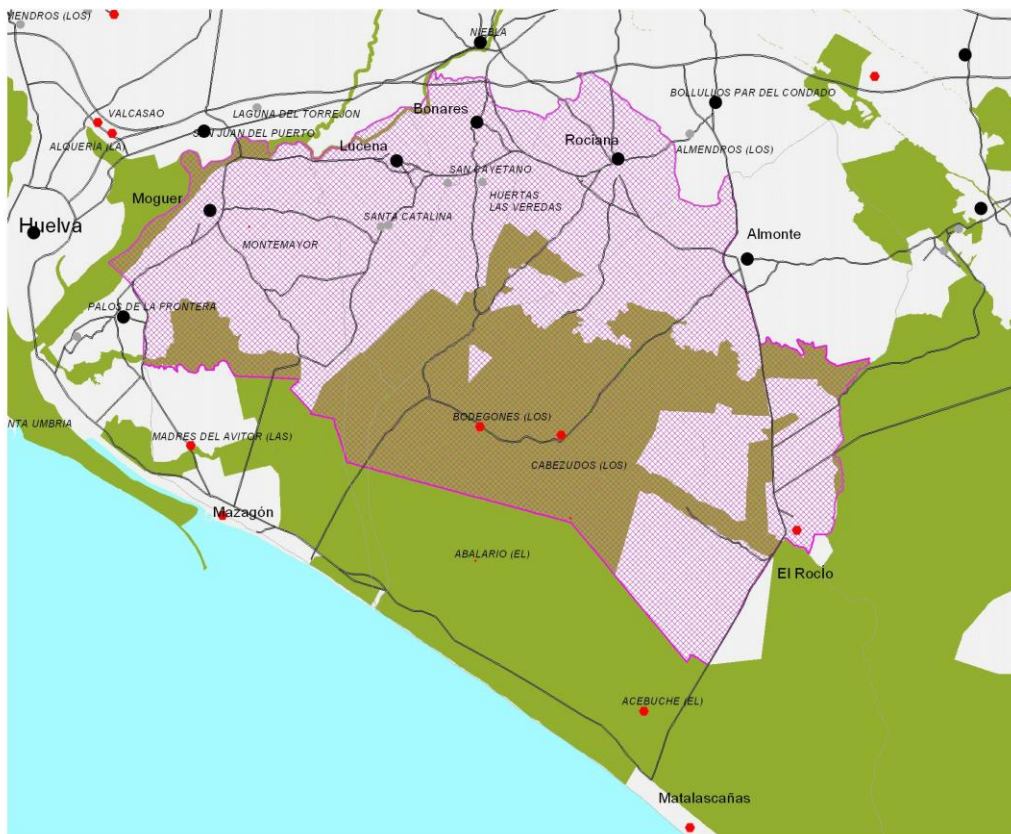 MENDROS (LOS)
NIEBLA
VALCASAO
LAGUNA DEL TORREJON
BOLLULLOS PAR DEL CONDADO
Bonares
ALQUERIA (LA)
SAN JUAN DEL PUERTO
Lucena
Rociana
ALMENDROS (LOS)
SAN CAYETANO
Moguer
HUERTAS
LAS VEREDAS
Huelva
SANTA CATALINA
MONTEMAYOR
Almonte
PALOS DE LA FRONTERA
NTA UMBRIA
BODEGONES (LOS)
MADRES DEL AVITOR (LAS)
CABEZUDOS (LOS)
Mazagón
ABALARIO (EL)
El Rocío
ACEBUCHE (EL)
Matalascañas